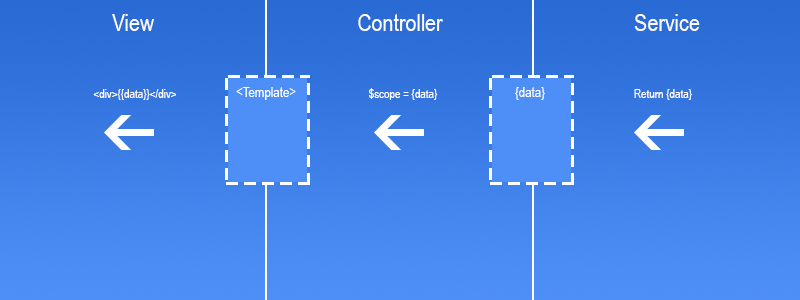 View
Controller
Service
<div>{{data}}</div>
<Template>
$scope = {data}
{data}
Return {data}